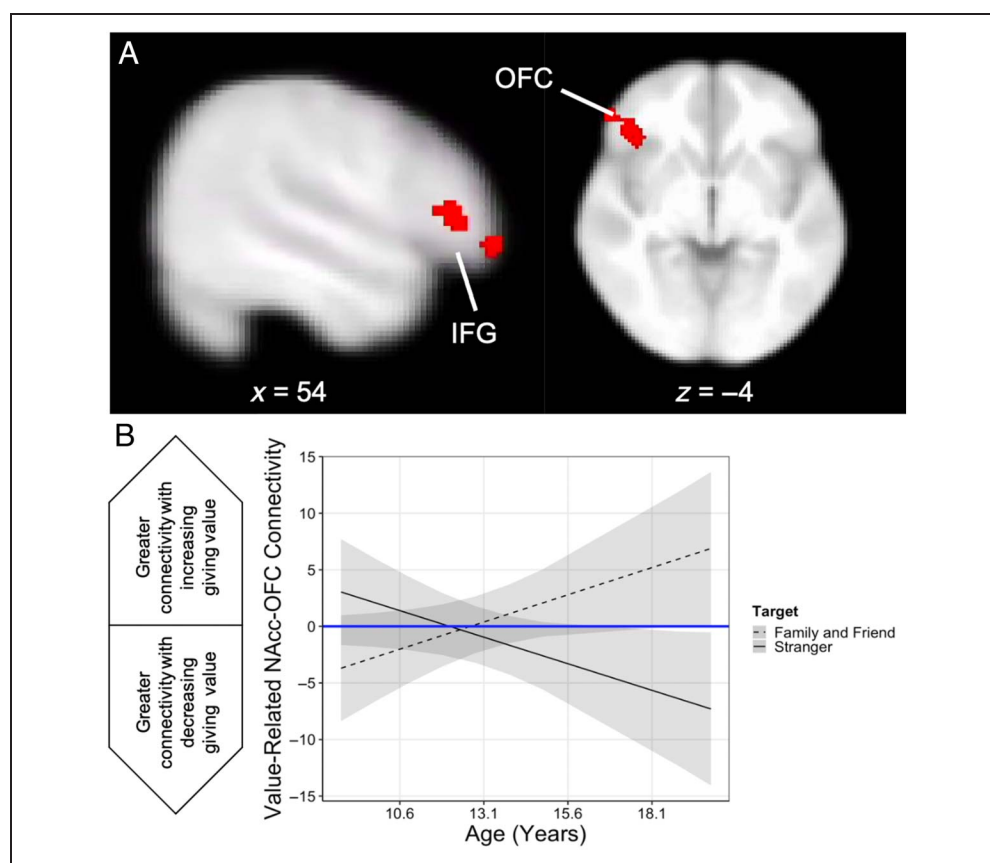 A
OFC
IFG
x = 54
z = –4
B
Greater
connectivity with
increasing
giving value
Greater
connectivity with
decreasing
giving value
Value-Related NAcc-OFC Connectivity
15
10
5
0
−5
−10
−15
10.6
13.1
15.6
18.1
Age (Years)
Target
Family and Friend
Stranger